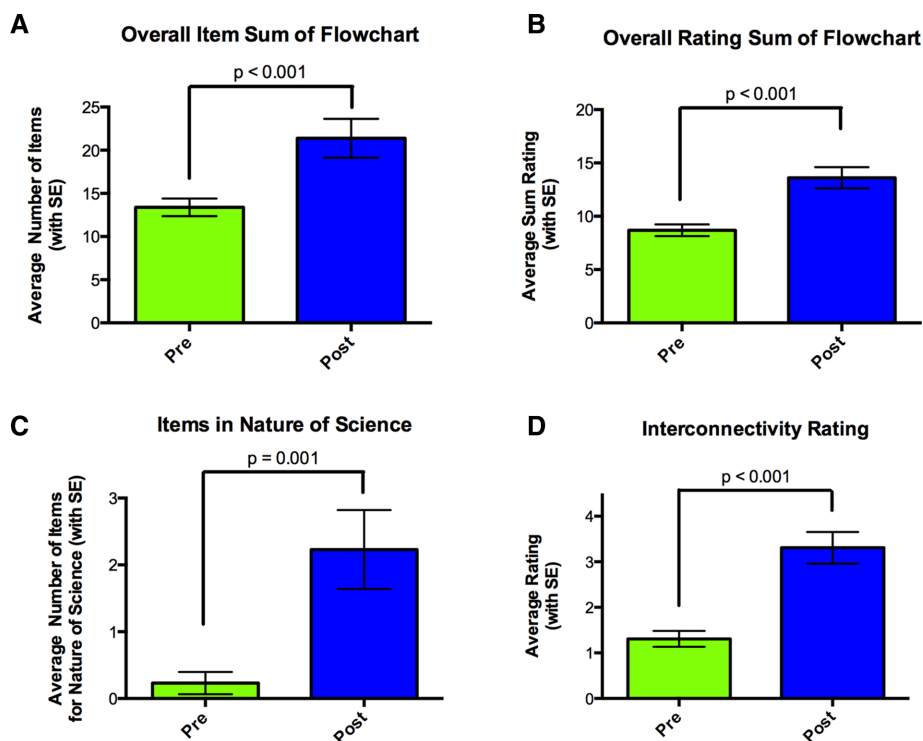 A
Overall Item Sum of Flowchart
p < 0.001
Average Number of Items
(with SE)
25
20
15
10
5
0
Pre
Post
B
Overall Rating Sum of Flowchart
p < 0.001
Average Sum Rating
(with SE)
20
15
10
5
0
Pre
Post
C
Items in Nature of Science
p = 0.001
Average Number of Items
for Nature of Science (with SE)
3
2
1
0
Pre
Post
D
Interconnectivity Rating
p < 0.001
Average Rating
(with SE)
4
3
2
1
0
Pre
Post